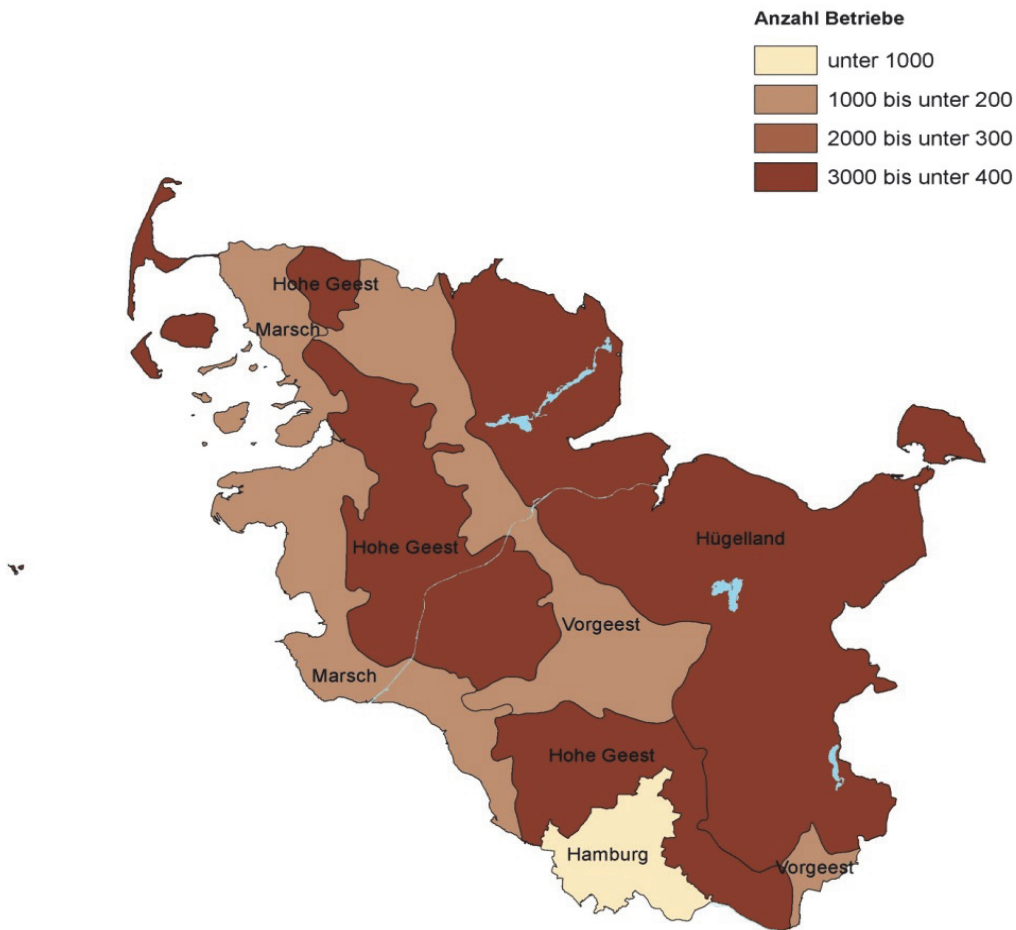 Anzahl Betriebe
unter 1000
1000 bis unter 200
2000 bis unter 300
3000 bis unter 400
Hohe Geest
Marsch
Hohe Geest
Hügelland
Vorgeest
Marsch
Hohe Geest
Hamburg
Vorgeest